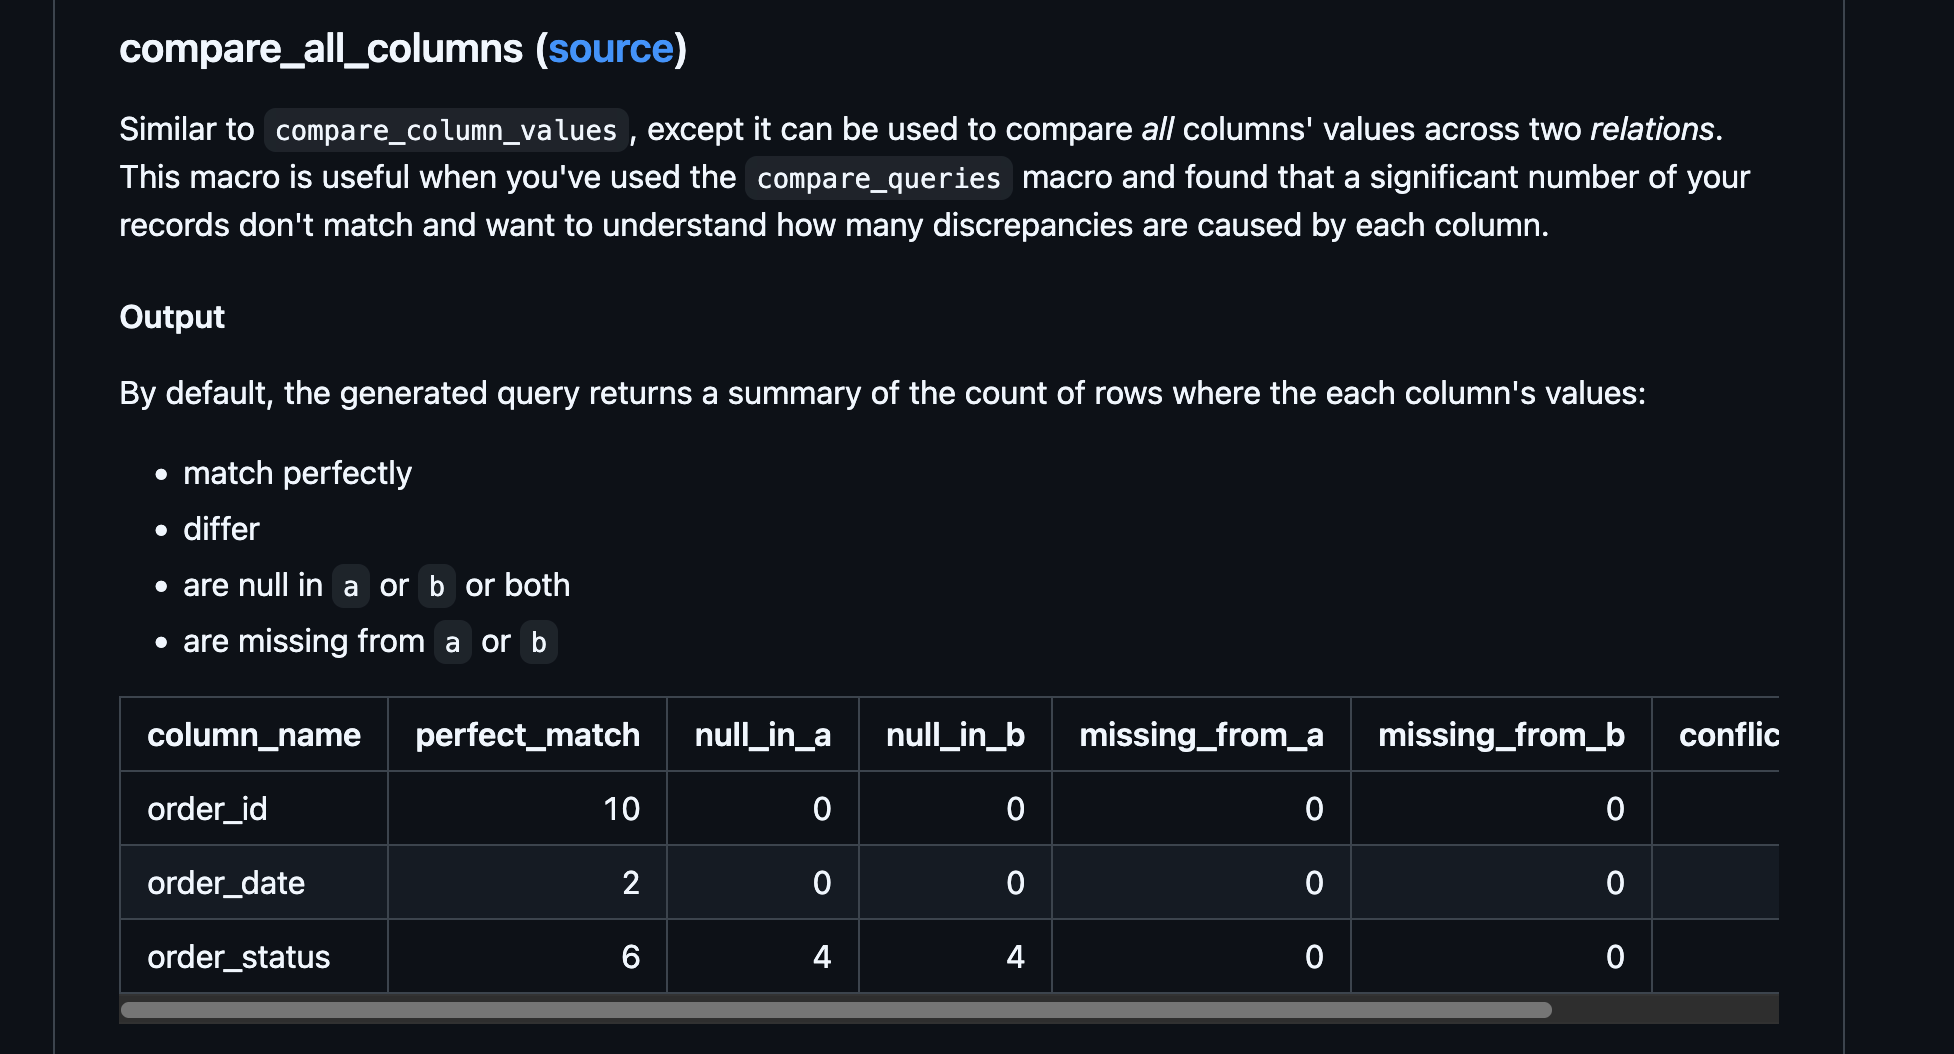 compare_all_columns (source)
Similar to compare_column_values, except it can be used to compare all columns' values across two relations.
This macro is useful when you've used the compare_queries macro and found that a significant number of your
records don't match and want to understand how many discrepancies are caused by each column.
Output
By default, the generated query returns a summary of the count of rows where the each column's values:
• match perfectly
• differ
• are null in a or b or both
• are missing from a or b
column_name perfect_match null_in_a null_in_b missing_from_a missing_from_b conflic
order_id 10 0 0 0 0
order_date 2 0 0 0 0
order_status 6 4 4 0 0